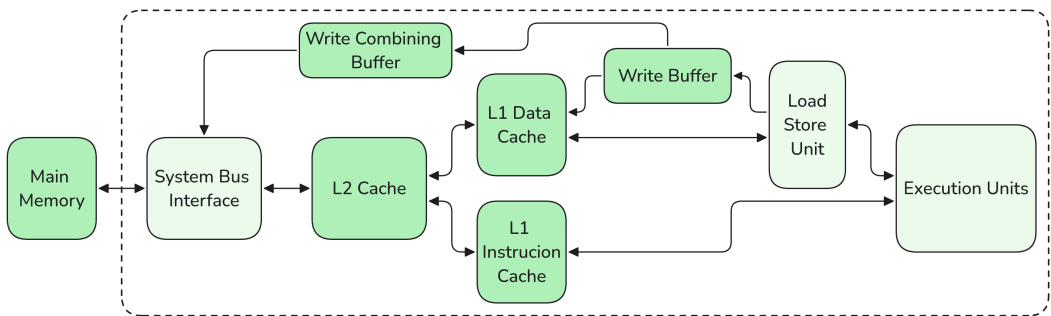 Write Combining
Buffer
Write Buffer
Load
Store
Unit
L1 Data
Cache
Main
Memory
System Bus
Interface
L2 Cache
Execution Units
L1
Instrucion
Cache